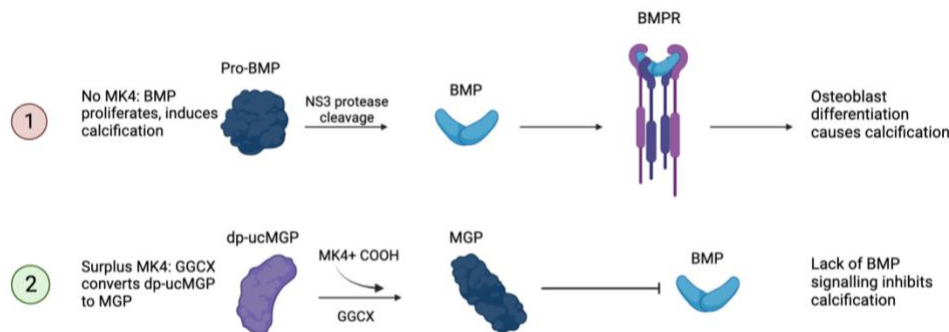 BMPR
Pro-BMP
1
No MK4: BMP
proliferates, induces
calcification
NS3 protease
cleavage
BMP
Osteoblast
differentiation
causes calcification
dp-ucMGP
2
Surplus MK4: GGCX
converts dp-ucMGP
to MGP
MK4+ COOH
GGCX
MGP
BMP
Lack of BMP
signalling inhibits
calcification